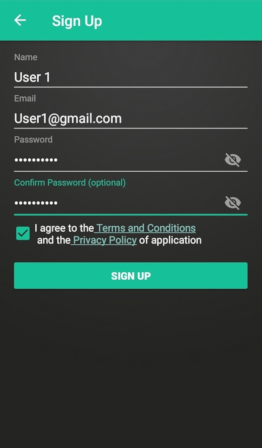 Sign Up
Name
User 1
Email
User1@gmail.com
Password
••••••••••
Confirm Password (optional)
••••••••••
I agree to the Terms and Conditions
and the Privacy Policy of application
SIGN UP